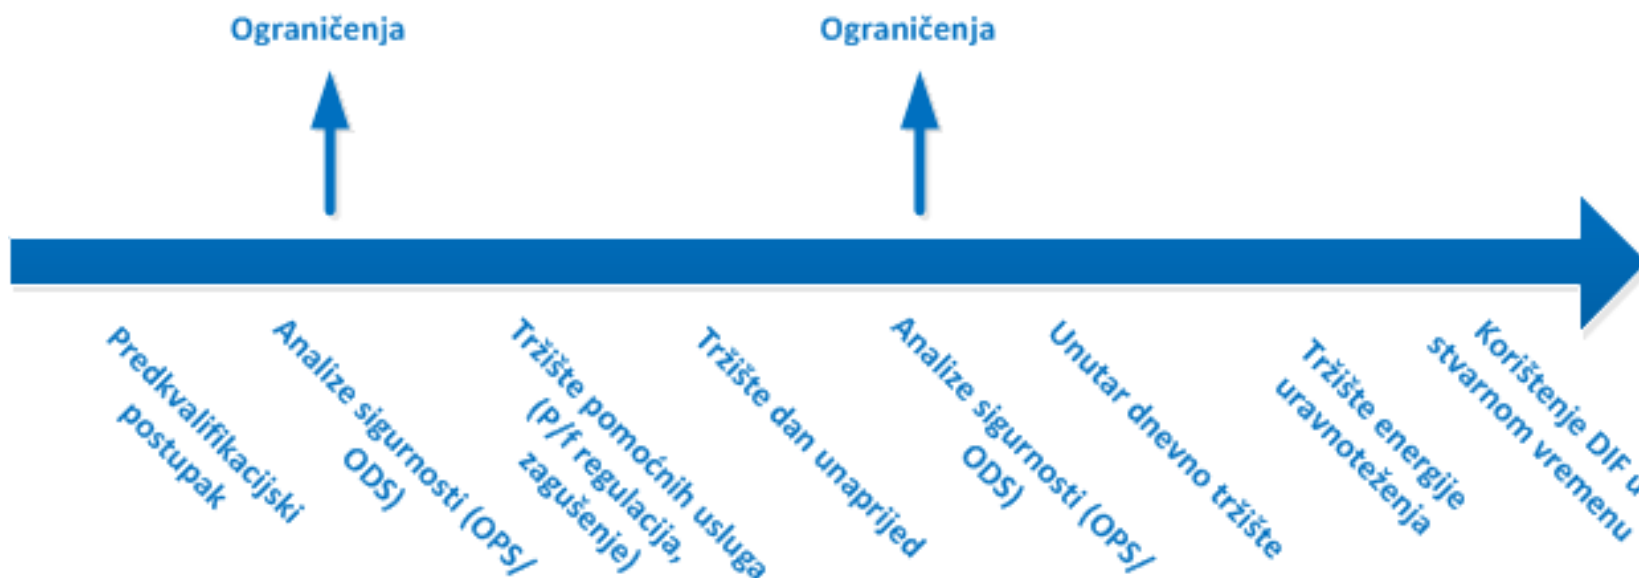 Ograničenja
Ograničenja
Predkvalifikacijski
postupak
Analize sigurnosti (OPS/
ODS)
Tržište pomoćnih usluga
(P/f regulacija,
zagušenje)
Tržište dan unaprijed
Analize sigurnosti (OPS/
ODS)
Unutar dnevno tržište
Tržište energije
uravnoteženja
Korištenje DIF u
stvarnom vremenu